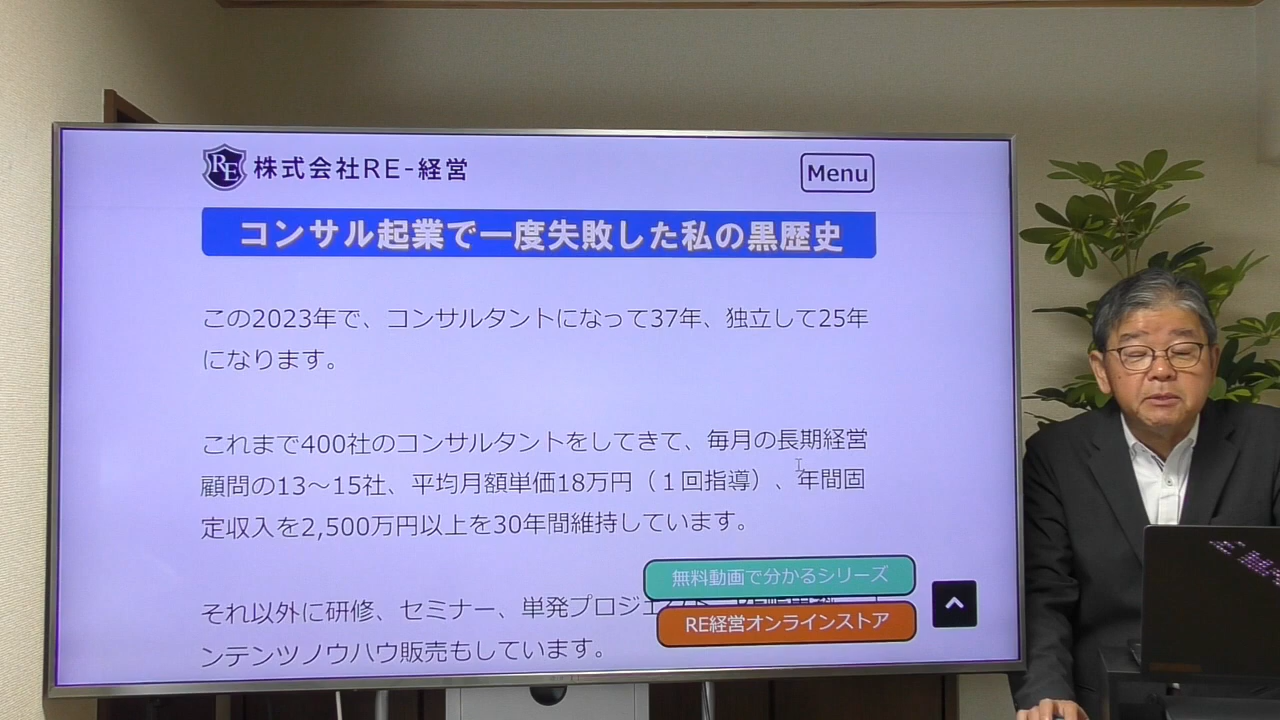 RE 株式会社RE-経営
Menu
コンサル起業で一度失敗した私の黒歴史
この2023年で、コンサルタントになって37年、独立して25年
になります。
これまで400社のコンサルタントをしてきて、毎月の長期経営
顧問の13～15社、平均月額単価18万円（１回指導）、年間固
定収入を2,500万円以上を30年間維持しています。
無料動画で分かるシリーズ
それ以外に研修、セミナー、単発プロジェクト、
RE経営オンラインストア
ンテンツノウハウ販売もしています。